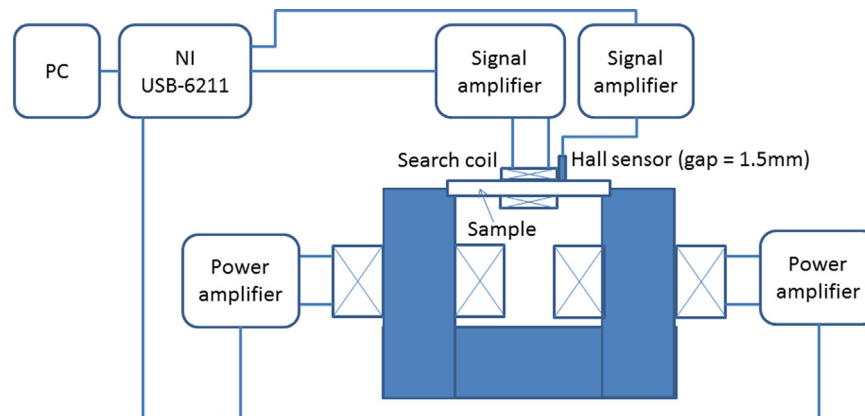 PC
NI
USB-6211
Signal
amplifier
Signal
amplifier
Search coil
Hall sensor (gap = 1.5mm)
Sample
Power
amplifier
Power
amplifier